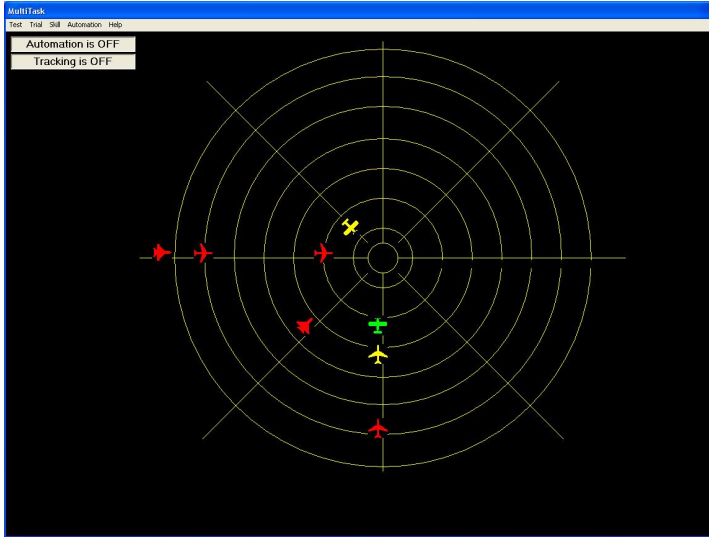 MultiTask
Test Trial Skill Automation Help
Automation is OFF
Tracking is OFF